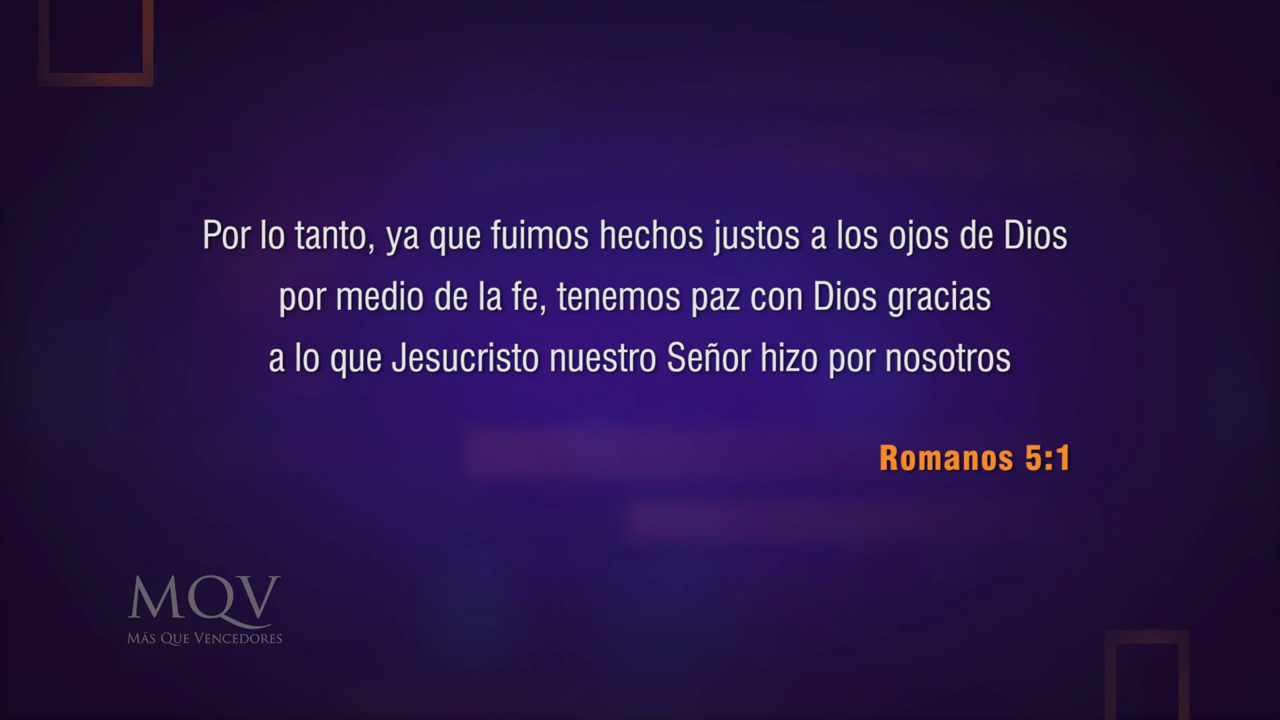 Por lo tanto, ya que fuimos hechos justos a los ojos de Dios
por medio de la fe, tenemos paz con Dios gracias
a lo que Jesucristo nuestro Señor hizo por nosotros
Romanos 5:1
MQV
Más Que Vencedores